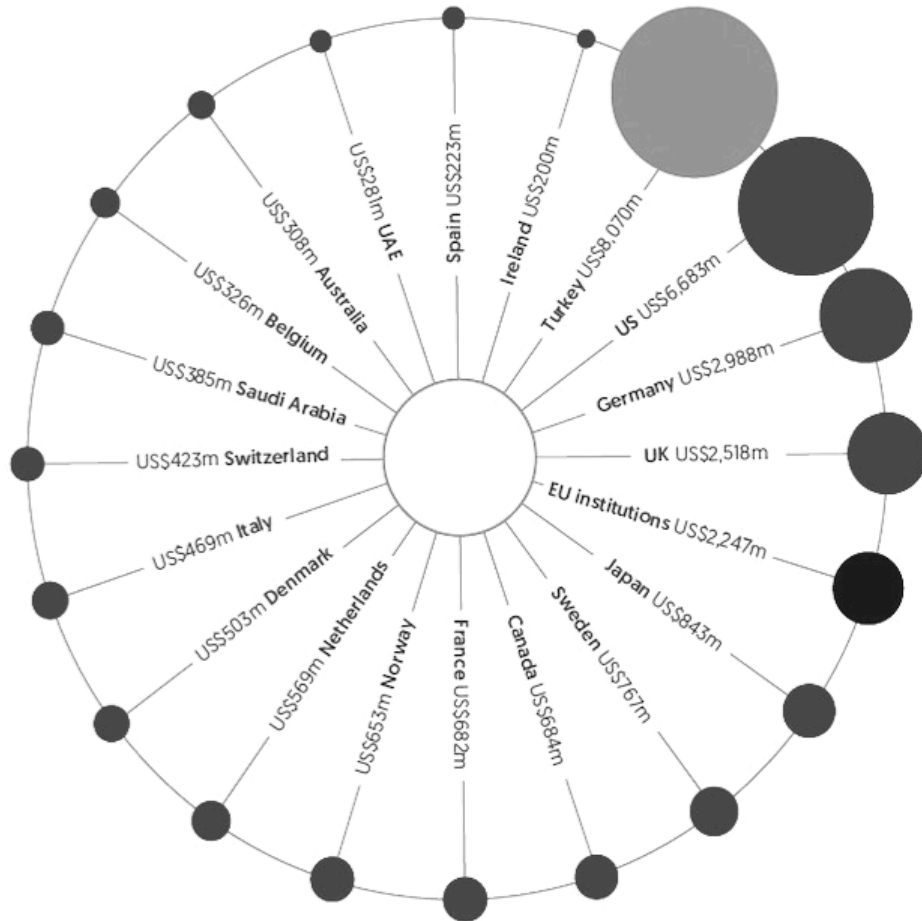 Turkey US$8,070m
US US$6,683m
Germany US$2,988m
UK US$2,518m
EU institutions US$2,247m
Japan US$843m
Sweden US$767m
Canada US$684m
France US$682m
US$653m Norway
US$569m Netherlands
US$503m Denmark
US$469m Italy
US$423m Switzerland
US$385m Saudi Arabia
US$326m Belgium
US$308m Australia
US$281m UAE
Spain US$223m
Ireland US$200m